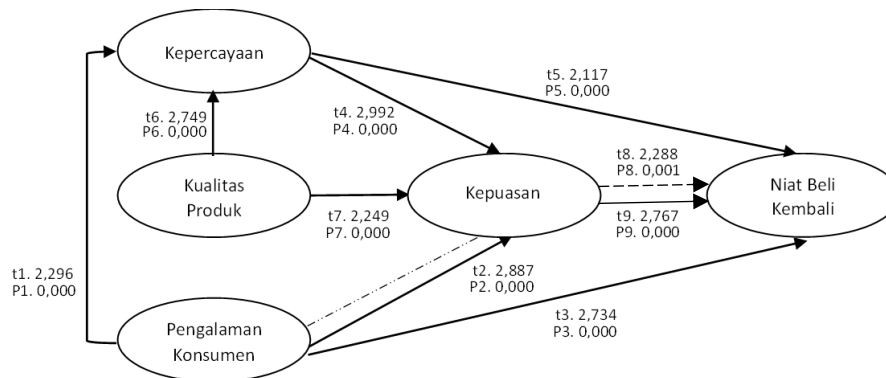 Kepercayaan
t5. 2,117
P5. 0,000
t6. 2,749
P6. 0,000
t4. 2,992
P4. 0,000
t8. 2,288
P8. 0,001
Kualitas
Produk
Kepuasan
Niat Beli
Kembali
t7. 2,249
P7. 0,000
t9. 2,767
P9. 0,000
t1. 2,296
P1. 0,000
t2. 2,887
P2. 0,000
t3. 2,734
P3. 0,000
Pengalaman
Konsumen